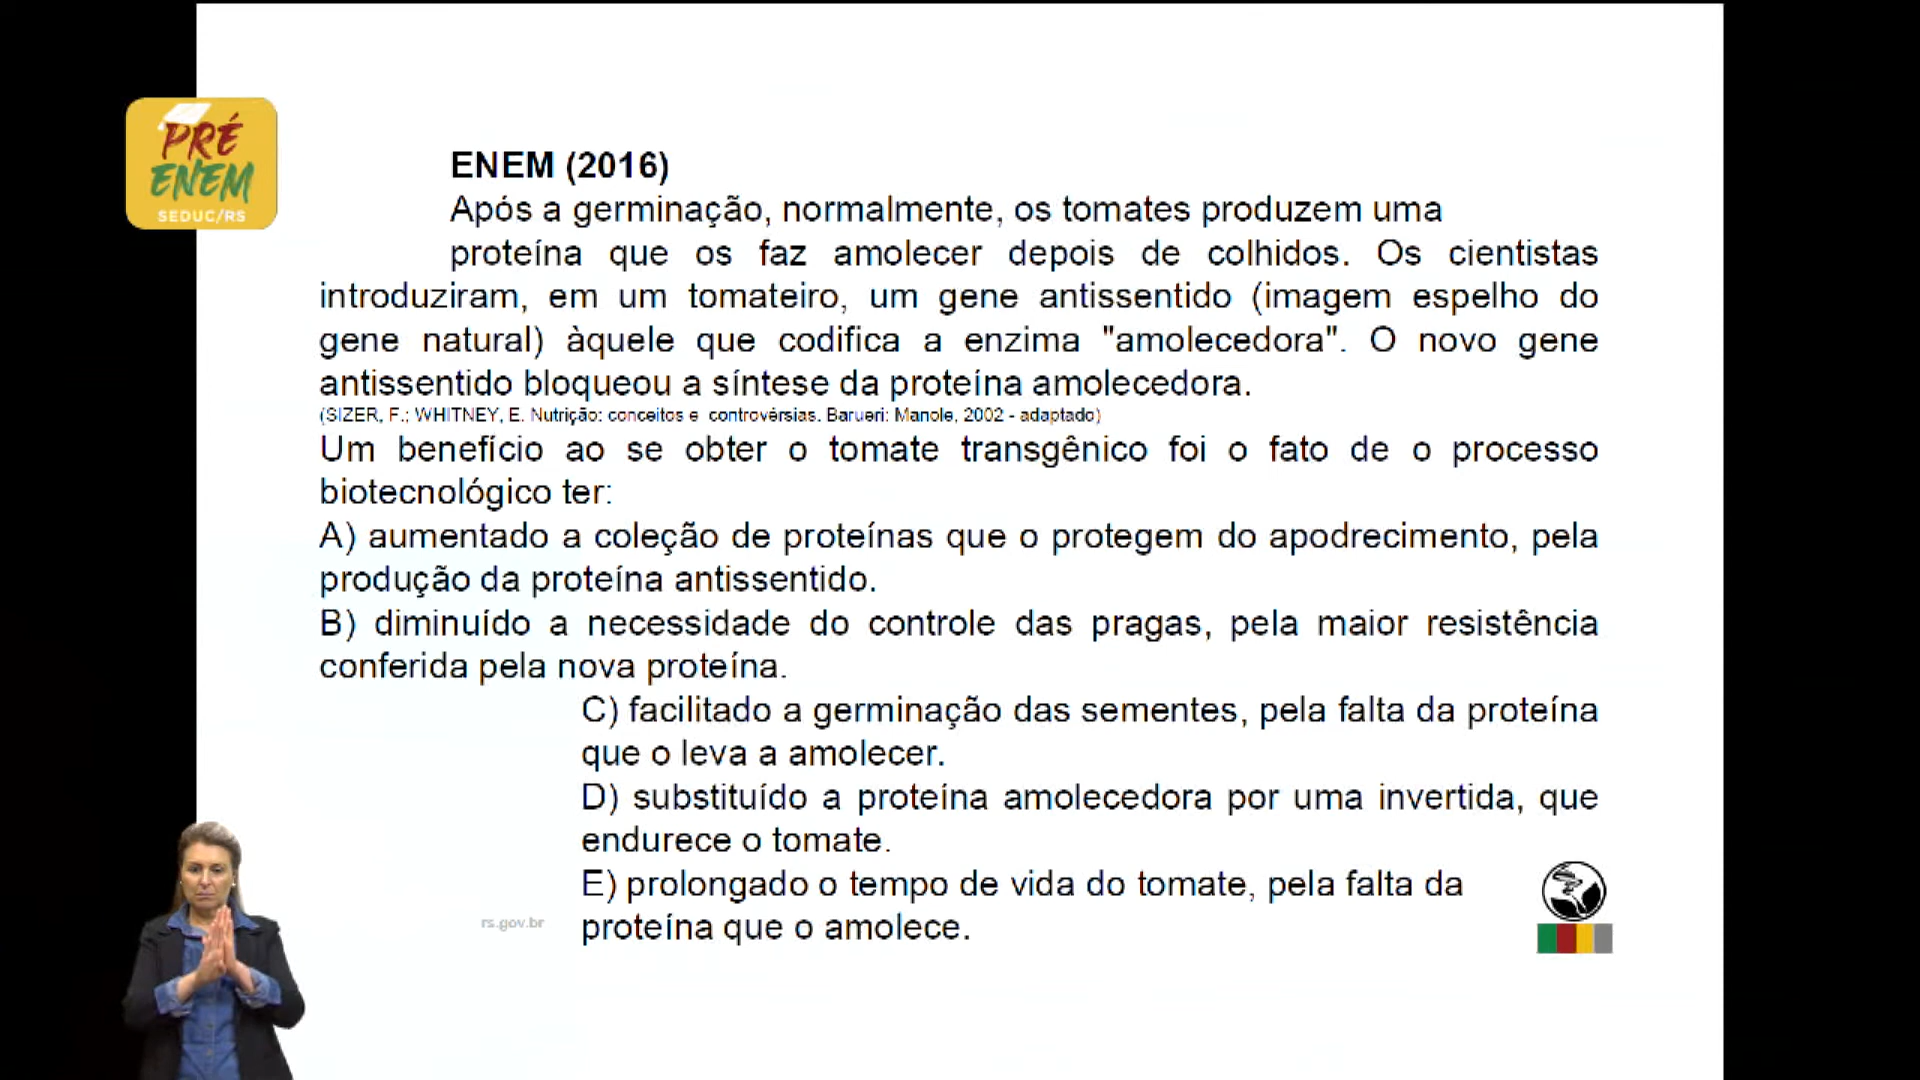 PRÉ
ENEM
SEDUC/RS
ENEM (2016)
Após a germinação, normalmente, os tomates produzem uma
proteína que os faz amolecer depois de colhidos. Os cientistas
introduziram, em um tomateiro, um gene antissentido (imagem espelho do
gene natural) àquele que codifica a enzima "amolecedora". O novo gene
antissentido bloqueou a síntese da proteína amolecedora.
(SIZER, F.; WHITNEY, E. Nutrição: conceitos e controvérsias. Barueri: Manole, 2002 - adaptado)
Um benefício ao se obter o tomate transgênico foi o fato de o processo
biotecnológico ter:
A) aumentado a coleção de proteínas que o protegem do apodrecimento, pela
produção da proteína antissentido.
B) diminuído a necessidade do controle das pragas, pela maior resistência
conferida pela nova proteína.
C) facilitado a germinação das sementes, pela falta da proteína
que o leva a amolecer.
D) substituído a proteína amolecedora por uma invertida, que
endurece o tomate.
E) prolongado o tempo de vida do tomate, pela falta da
proteína que o amolece.
rs.gov.br